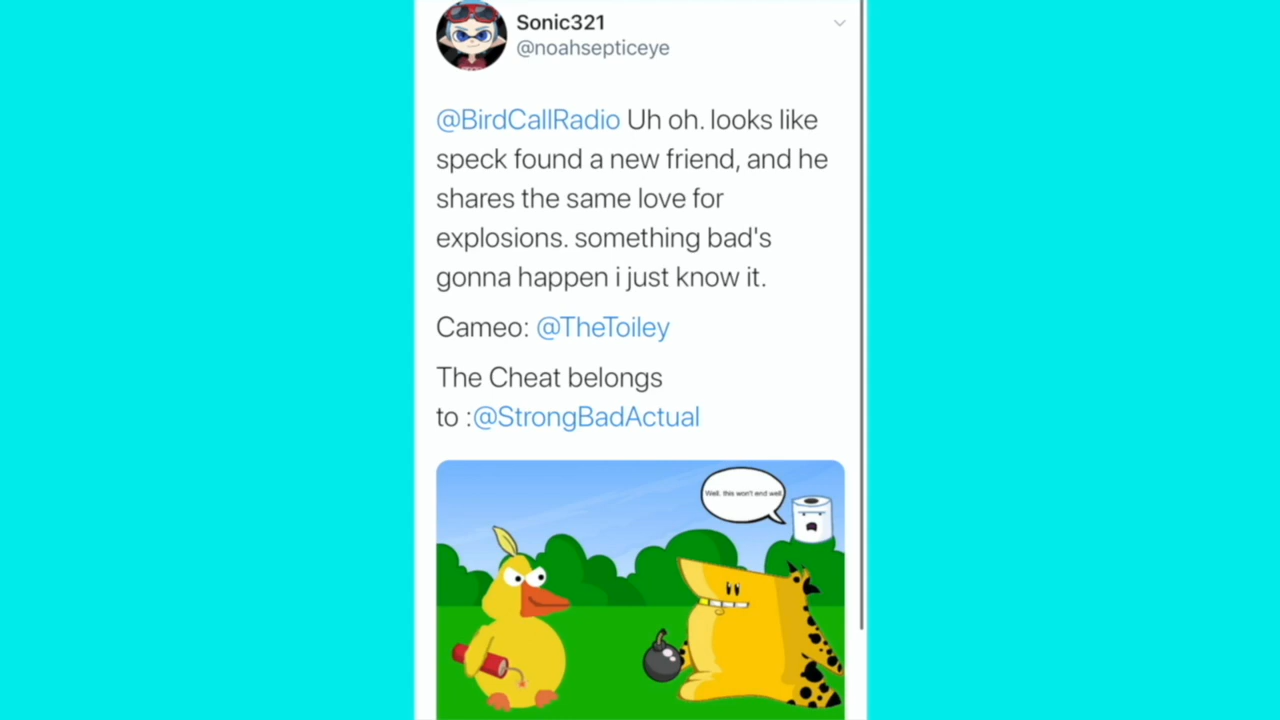 Sonic321
@noahsepticeye
@BirdCallRadio Uh oh. looks like
speck found a new friend, and he
shares the same love for
explosions. something bad's
gonna happen i just know it.
Cameo: @TheToiley
The Cheat belongs
to :@StrongBadActual
Well. this won't end well